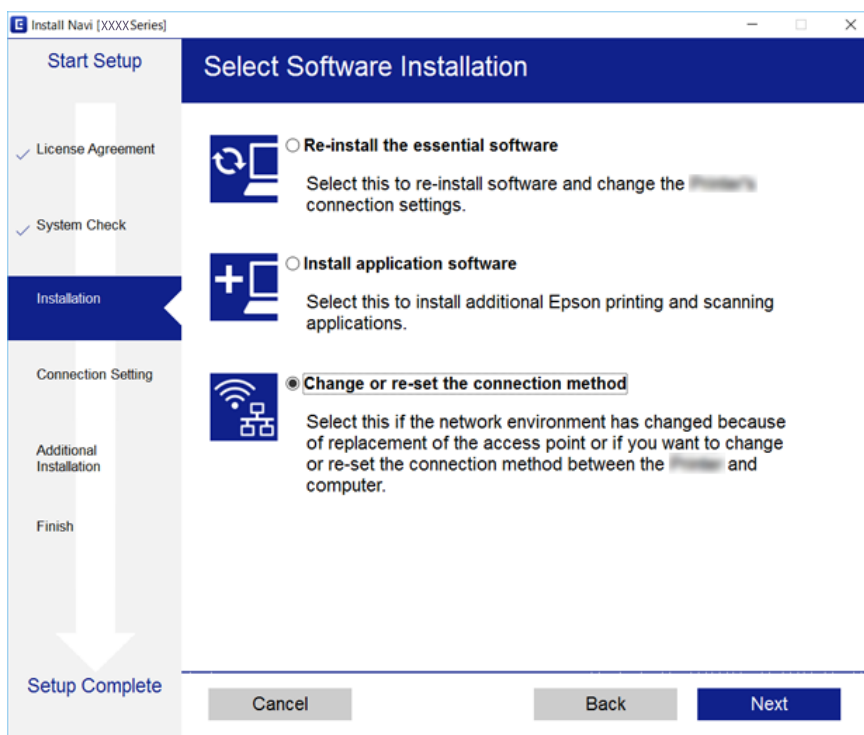 Install Navi [XXXX Series]
Start Setup
License Agreement
System Check
Installation
Connection Setting
Additional
Installation
Finish
Setup Complete
Select Software Installation
Re-install the essential software
Select this to re-install software and change the
connection settings.
Install application software
Select this to install additional Epson printing and scanning
applications.
Change or re-set the connection method
Select this if the network environment has changed because
of replacement of the access point or if you want to change
or re-set the connection method between the and
computer.
Cancel
Back
Next